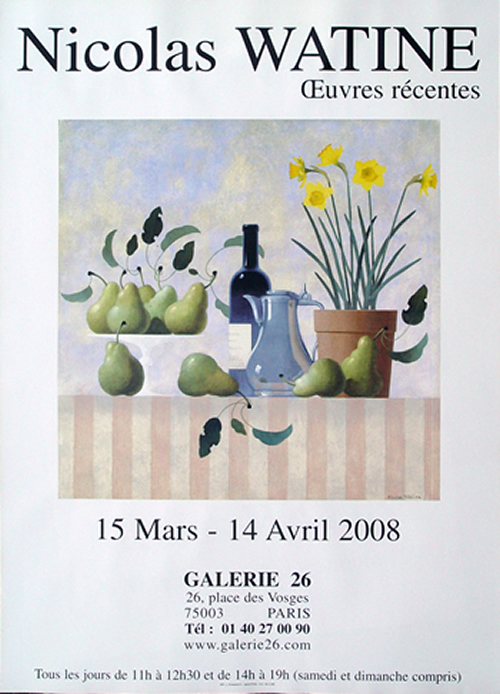 Nicolas WATINE
Œuvres récentes
15 Mars - 14 Avril 2008
GALERIE 26
26, place des Vosges
75003 PARIS
Tél : 01 40 27 00 90
www.galerie26.com
Tous les jours de 11h à 12h30 et de 14h à 19h (samedi et dimanche compris)